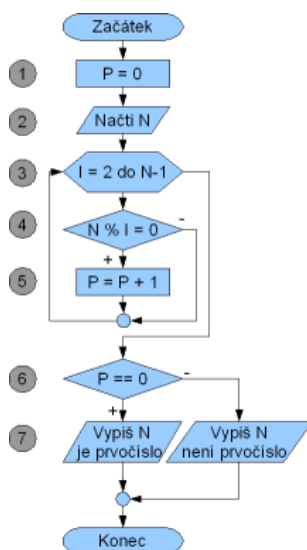 Začátek
1
P = 0
2
Načti N
3
I = 2 do N-1
4
N % I = 0
-
+
5
P = P + 1
6
P == 0
-
+
7
Vypiš N
je prvočíslo
Vypiš N
není prvočíslo
Konec